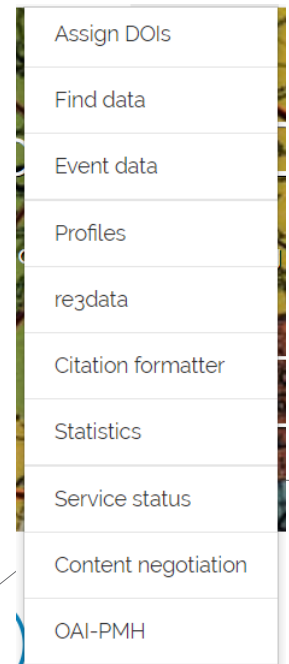 Assign DOIs
Find data
Event data
Profiles
re3data
Citation formatter
Statistics
Service status
Content negotiation
OAI-PMH